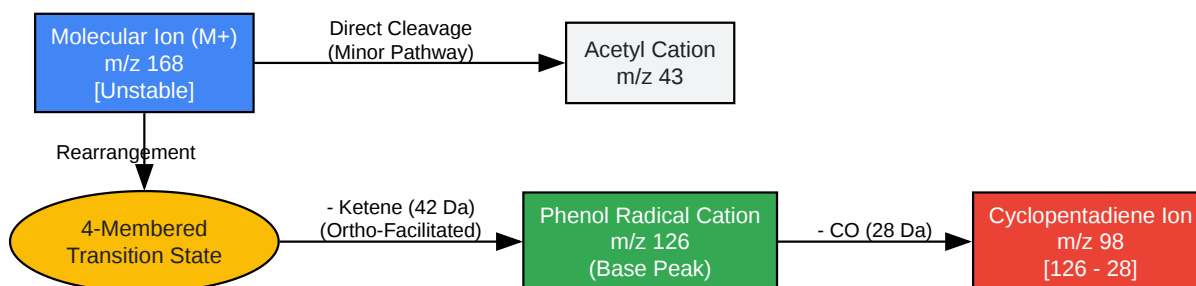 Molecular Ion (M+)
m/z 168
[Unstable]
Direct Cleavage
(Minor Pathway)
Acetyl Cation
m/z 43
Rearrangement
4-Membered
Transition State
- Ketene (42 Da)
(Ortho-Facilitated)
Phenol Radical Cation
m/z 126
(Base Peak)
- CO (28 Da)
Cyclopentadiene Ion
m/z 98
[126 - 28]